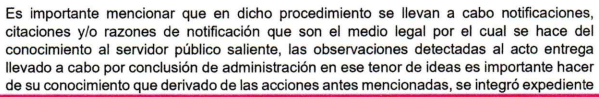 Es importante mencionar que en dicho procedimiento se llevan a cabo notificaciones,
citaciones y/o razones de notificación que son el medio legal por el cual se hace del
conocimiento al servidor público saliente, las observaciones detectadas al acto entrega
llevado a cabo por conclusión de administración en ese tenor de ideas es importante hacer
de su conocimiento que derivado de las acciones antes mencionadas, se integró expediente